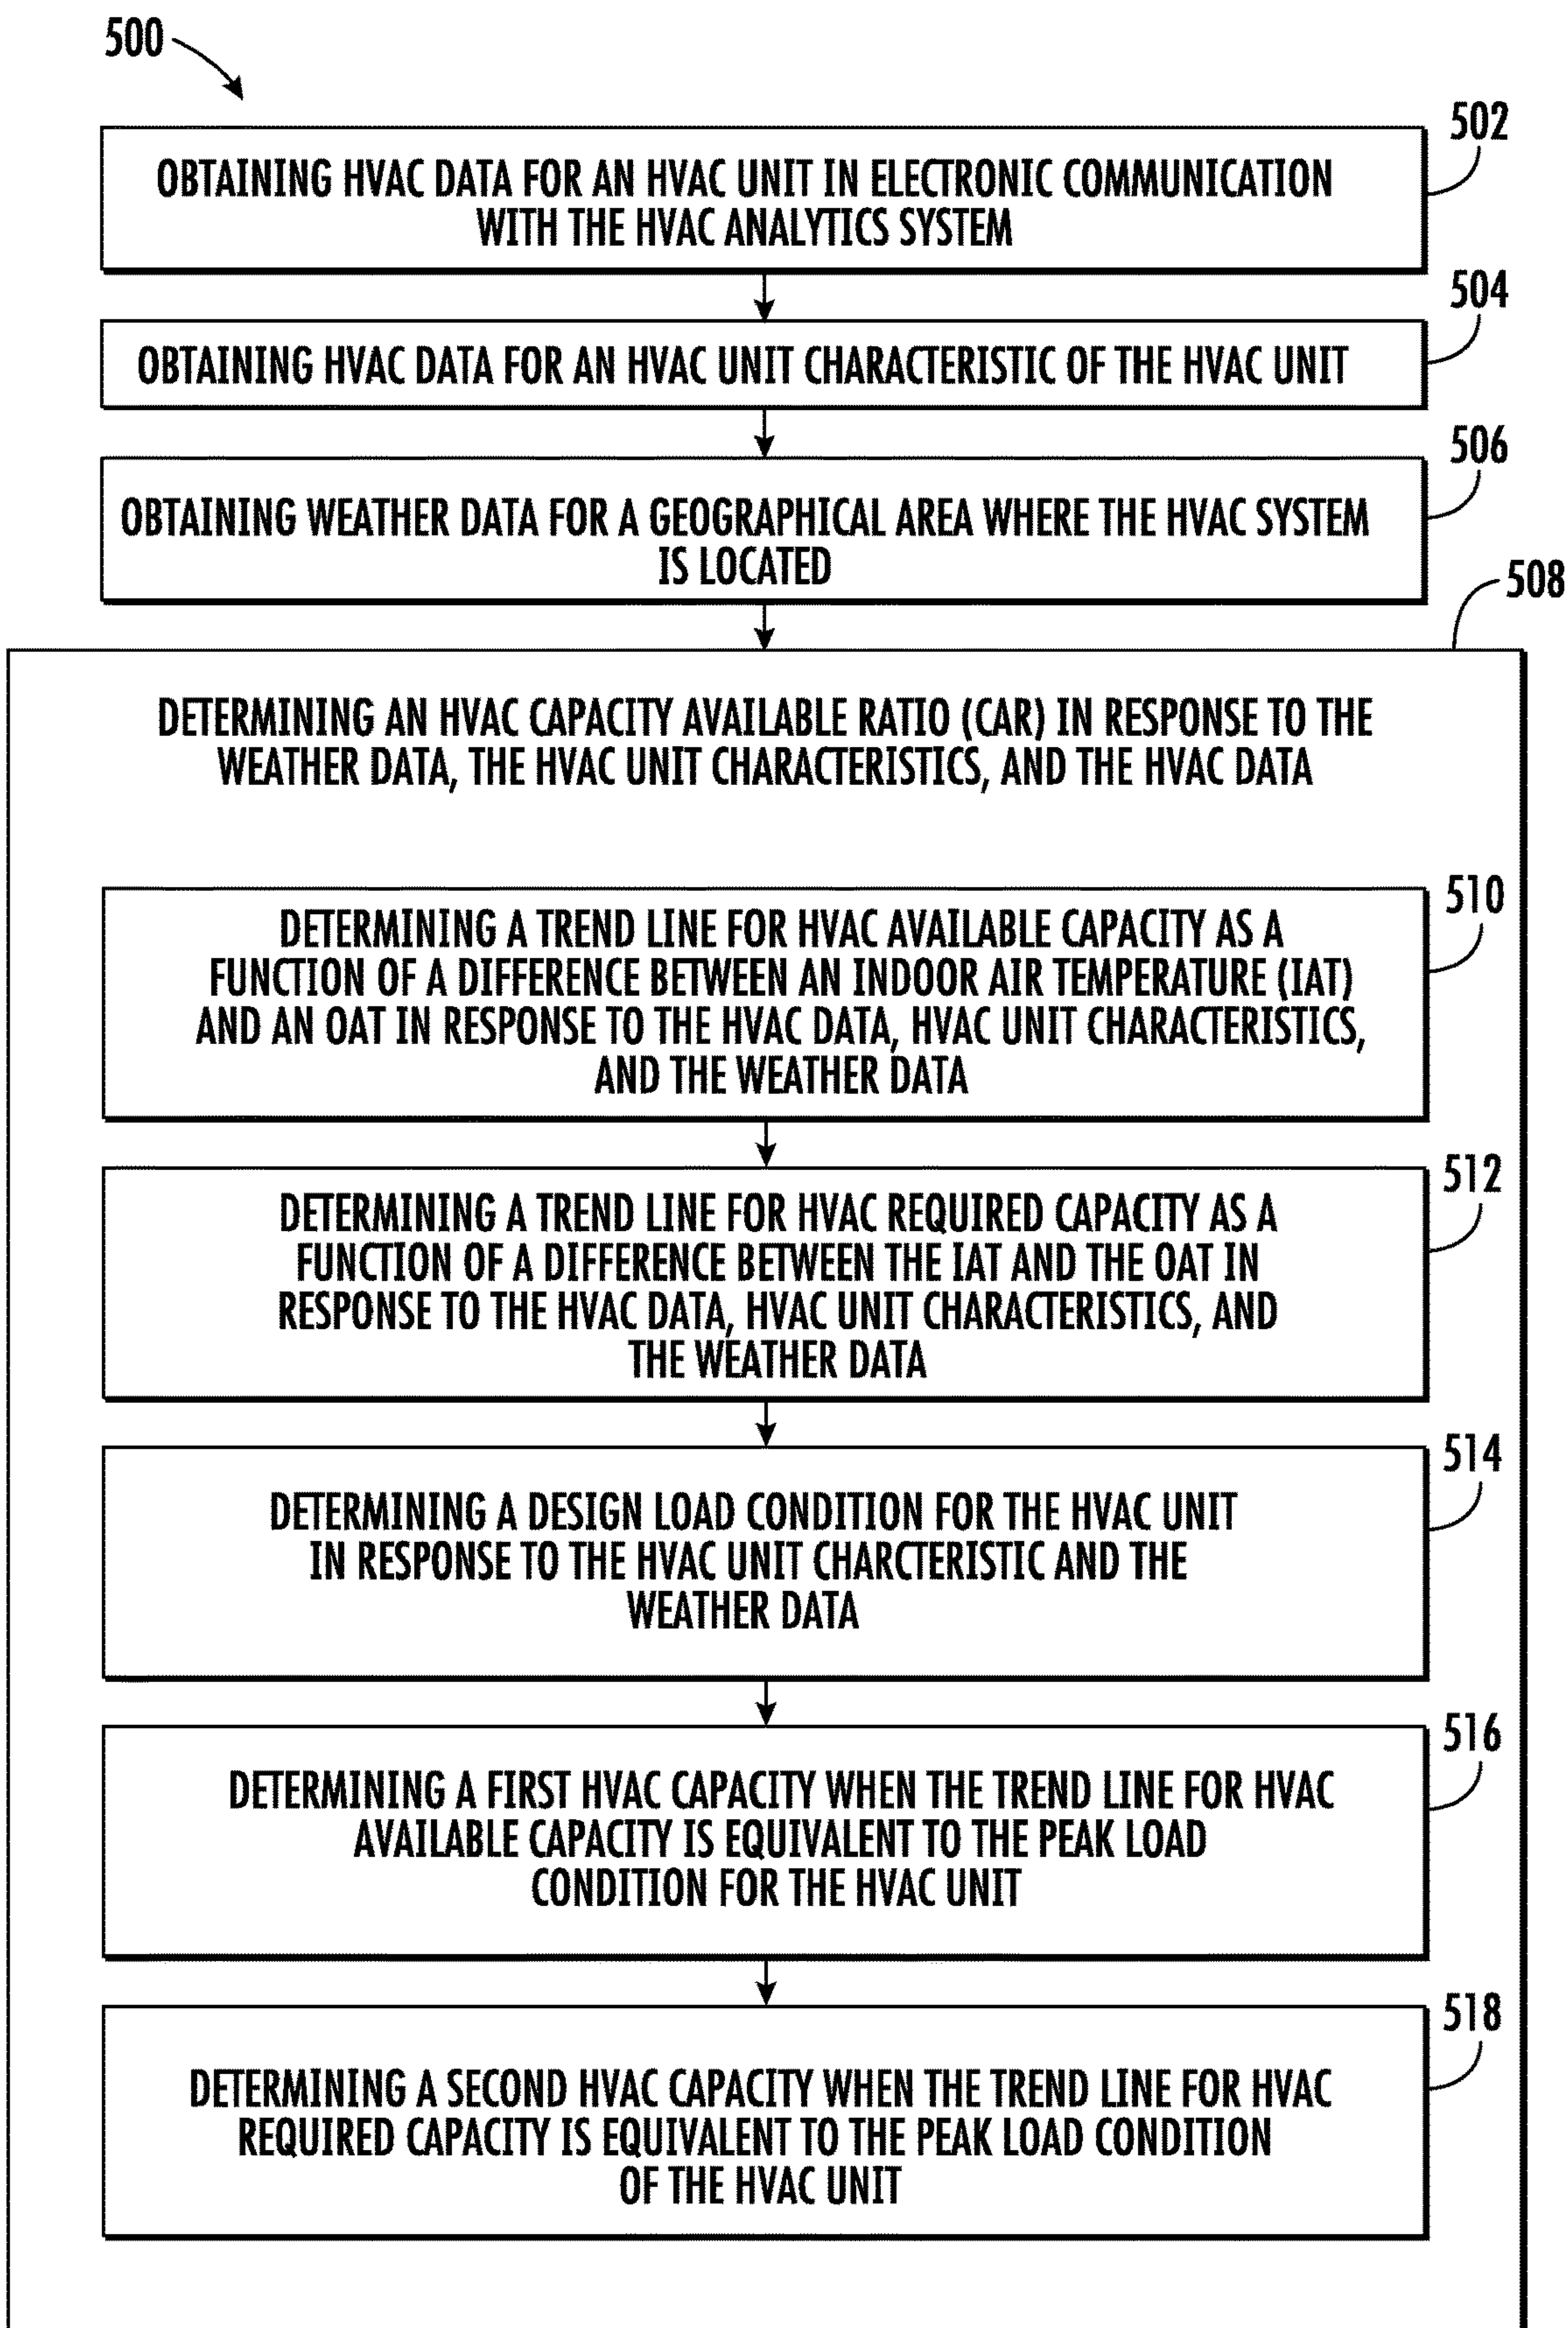 500
502
OBTAINING HVAC DATA FOR AN HVAC UNIT IN ELECTRONIC COMMUNICATION
WITH THE HVAC ANALYTICS SYSTEM
504
OBTAINING HVAC DATA FOR AN HVAC UNIT CHARACTERISTIC OF THE HVAC UNIT
506
OBTAINING WEATHER DATA FOR A GEOGRAPHICAL AREA WHERE THE HVAC SYSTEM
IS LOCATED
508
DETERMINING AN HVAC CAPACITY AVAILABLE RATIO (CAR) IN RESPONSE TO THE
WEATHER DATA, THE HVAC UNIT CHARACTERISTICS, AND THE HVAC DATA
510
DETERMINING A TREND LINE FOR HVAC AVAILABLE CAPACITY AS A
FUNCTION OF A DIFFERENCE BETWEEN AN INDOOR AIR TEMPERATURE (IAT)
AND AN OAT IN RESPONSE TO THE HVAC DATA, HVAC UNIT CHARACTERISTICS,
AND THE WEATHER DATA
512
DETERMINING A TREND LINE FOR HVAC REQUIRED CAPACITY AS A
FUNCTION OF A DIFFERENCE BETWEEN THE IAT AND THE OAT IN
RESPONSE TO THE HVAC DATA, HVAC UNIT CHARACTERISTICS, AND
THE WEATHER DATA
514
DETERMINING A DESIGN LOAD CONDITION FOR THE HVAC UNIT
IN RESPONSE TO THE HVAC UNIT CHARCTERISTIC AND THE
WEATHER DATA
516
DETERMINING A FIRST HVAC CAPACITY WHEN THE TREND LINE FOR HVAC
AVAILABLE CAPACITY IS EQUIVALENT TO THE PEAK LOAD
CONDITION FOR THE HVAC UNIT
518
DETERMINING A SECOND HVAC CAPACITY WHEN THE TREND LINE FOR HVAC
REQUIRED CAPACITY IS EQUIVALENT TO THE PEAK LOAD CONDITION
OF THE HVAC UNIT